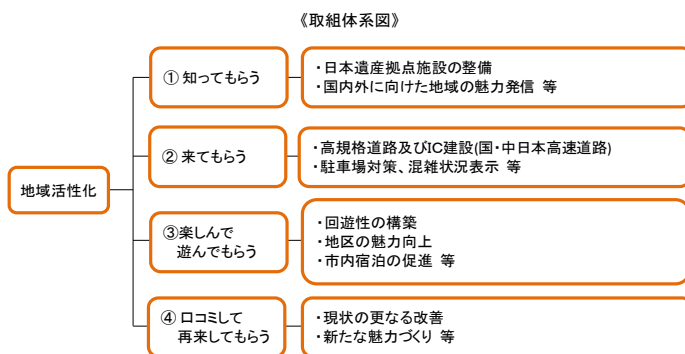 《取組体系図》
地域活性化
① 知ってもらう
・日本遺産拠点施設の整備
・国内外に向けた地域の魅力発信 等
② 来てもらう
・高規格道路及びIC建設(国・中日本高速道路)
・駐車場対策、混雑状況表示 等
③楽しんで
遊んでもらう
・回遊性の構築
・地区の魅力向上
・市内宿泊の促進 等
④ 口コミして
再来してもらう
・現状の更なる改善
・新たな魅力づくり 等